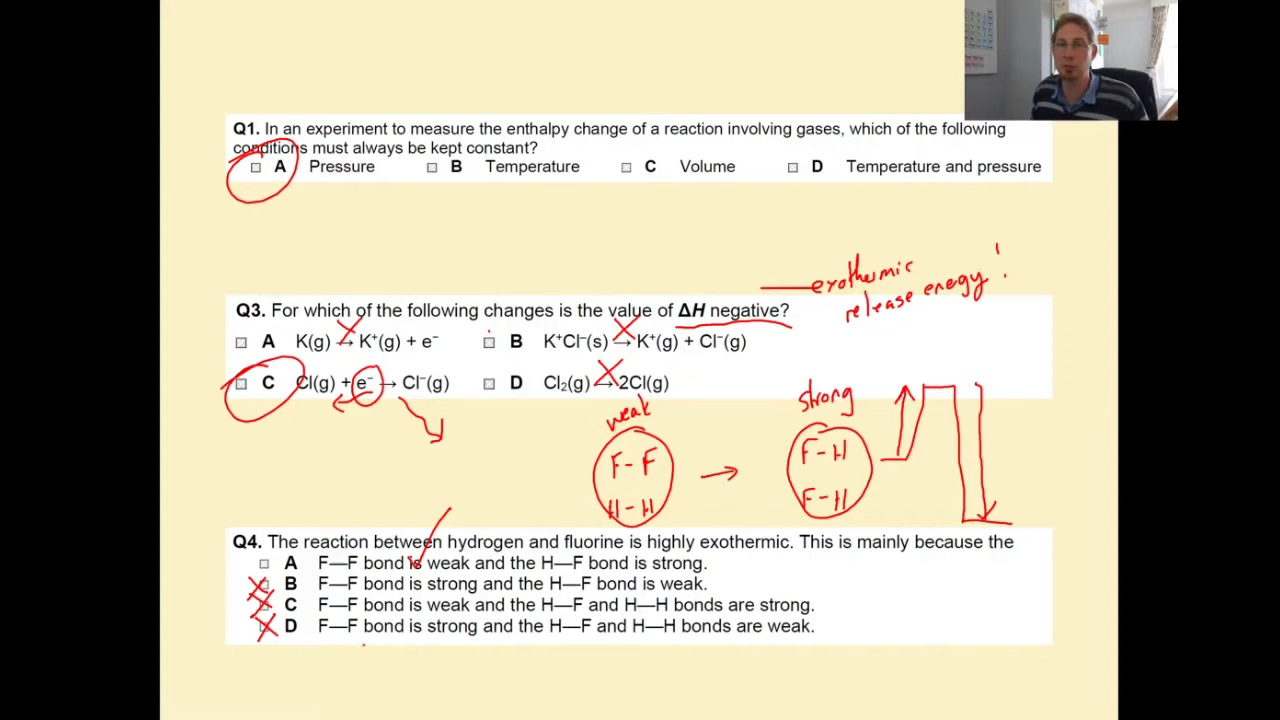 Q1. In an experiment to measure the enthalpy change of a reaction involving gases, which of the following
conditions must always be kept constant?
A Pressure B Temperature C Volume D Temperature and pressure
exothermic
release energy!
Q3. For which of the following changes is the value of ΔH negative?
A K(g) → K⁺(g) + e⁻ B K⁺Cl⁻(s) → K⁺(g) + Cl⁻(g)
C Cl(g) + e⁻ → Cl⁻(g) D Cl₂(g) → 2Cl(g)
weak strong
F-F → F-H
H-H F-H
Q4. The reaction between hydrogen and fluorine is highly exothermic. This is mainly because the
A F—F bond is weak and the H—F bond is strong.
B F—F bond is strong and the H—F bond is weak.
C F—F bond is weak and the H—F and H—H bonds are strong.
D F—F bond is strong and the H—F and H—H bonds are weak.